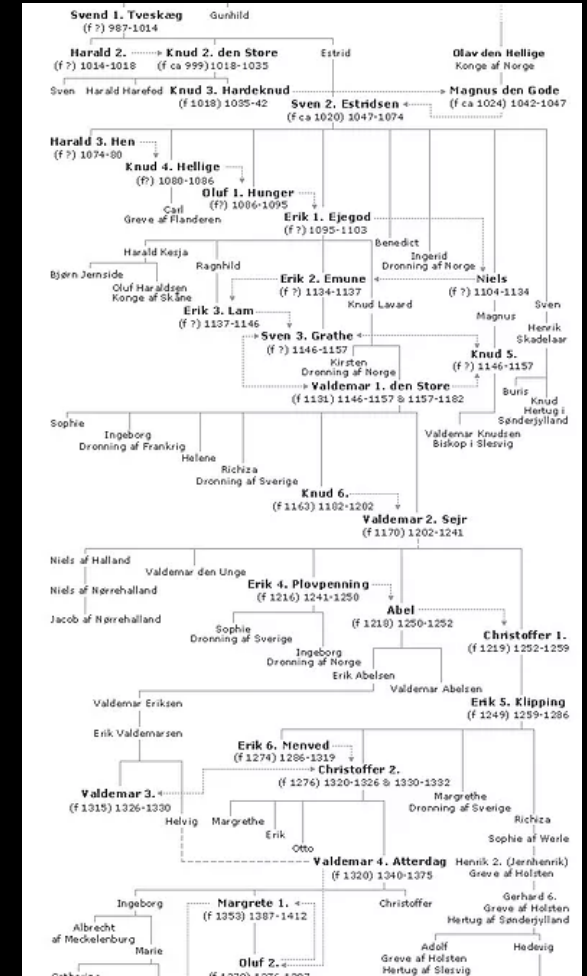 Svend 1. Tveskæg
(f ?) 987-1014
Gunhild
Harald 2.
(f ?) 1014-1018
Knud 2. den Store
(f ca 999) 1018-1035
Estrid
Olav den Hellige
Konge af Norge
Sven
Harald Harefod
Knud 3. Hardeknud
(f 1018) 1035-42
Magnus den Gode
(f ca 1024) 1042-1047
Sven 2. Estridsen
(f ca 1020) 1047-1074
Harald 3. Hen
(f ?) 1074-80
Knud 4. Hellige
(f?) 1080-1086
Oluf 1. Hunger
(f?) 1086-1095
Carl
Greve af Flanderen
Erik 1. Ejegod
(f ?) 1095-1103
Benedict
Ingerid
Dronning af Norge
Harald Kesja
Ragnhild
Bjørn Jernside
Oluf Haraldsen
Konge af Skåne
Erik 2. Emune
(f ?) 1134-1137
Niels
(f ?) 1104-1134
Knud Lavard
Sven
Erik 3. Lam
(f ?) 1137-1146
Magnus
Henrik
Skadelaar
Sven 3. Grathe
(f ?) 1146-1157
Knud 5.
(f ?) 1146-1157
Kirsten
Dronning af Norge
Valdemar 1. den Store
(f 1131) 1146-1157 & 1157-1182
Buris
Knud
Hertug i
Sønderjylland
Valdemar Knudsen
Biskop i Slesvig
Sophie
Ingeborg
Dronning af Frankrig
Helene
Richiza
Dronning af Sverige
Knud 6.
(f 1163) 1182-1202
Valdemar 2. Sejr
(f 1170) 1202-1241
Niels af Halland
Valdemar den Unge
Niels af Nørrehalland
Erik 4. Plovpenning
(f 1216) 1241-1250
Jacob af Nørrehalland
Abel
(f 1218) 1250-1252
Sophie
Dronning af Sverige
Christoffer 1.
(f 1219) 1252-1259
Ingeborg
Dronning af Norge
Erik Abelsen
Valdemar Abelsen
Valdemar Eriksen
Erik 5. Klipping
(f 1249) 1259-1286
Erik Valdemarsen
Erik 6. Menved
(f 1274) 1286-1319
Christoffer 2.
(f 1276) 1320-1326 & 1330-1332
Valdemar 3.
(f 1315) 1326-1330
Margrethe
Dronning af Sverige
Helvig
Margrethe
Erik
Otto
Richiza
Sophie af Werle
Valdemar 4. Atterdag
(f 1320) 1340-1375
Henrik 2. (Jernhenrik)
Greve af Holsten
Ingeborg
Margrete 1.
(f 1353) 1387-1412
Christoffer
Gerhard 6.
Greve af Holsten
Hertug af Sønderjylland
Albrecht
af Meckelenburg
Marie
Oluf 2.
Adolf
Greve af Holsten
Hertug af Slesvig
Hedevig